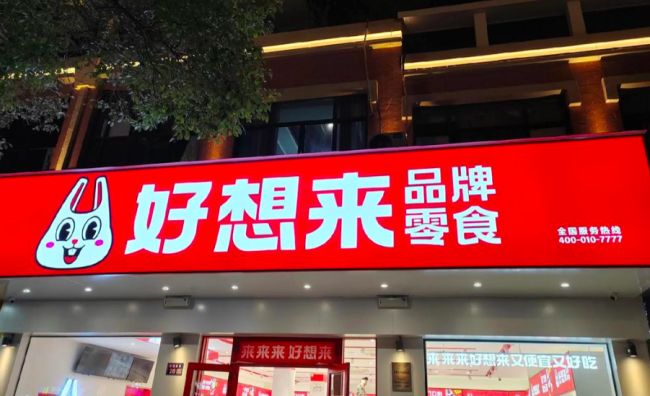 好想来
品牌
零食
全国服务热线
400-010-7777
来来来 好想来
来来来好想来又便宜又好吃